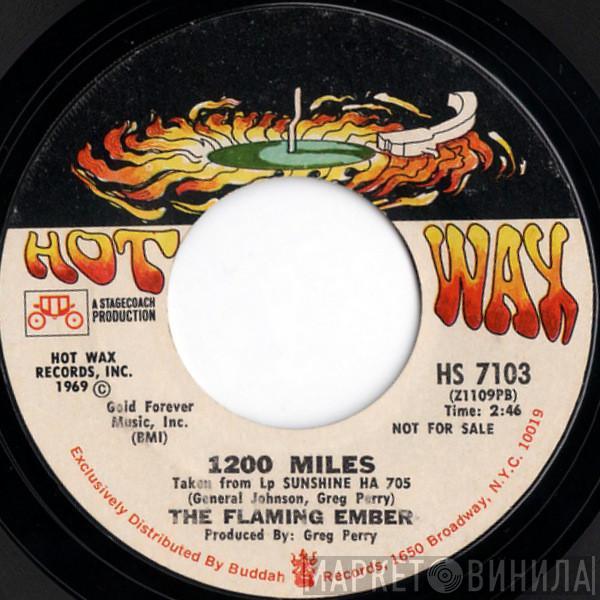 HOT WAX
A STAGECOACH
PRODUCTION
HOT WAX
RECORDS, INC.
1969 ©
Gold Forever
Music, Inc.
(BMI)
HS 7103
(Z1109PB)
Time: 2:46
NOT FOR SALE
1200 MILES
Taken from Lp SUNSHINE HA 705
(General Johnson, Greg Perry)
THE FLAMING EMBER
Produced By: Greg Perry
Exclusively Distributed By Buddah Records, 1650 Broadway, N.Y.C. 10019
МАРКЕТ ВИНИЛА